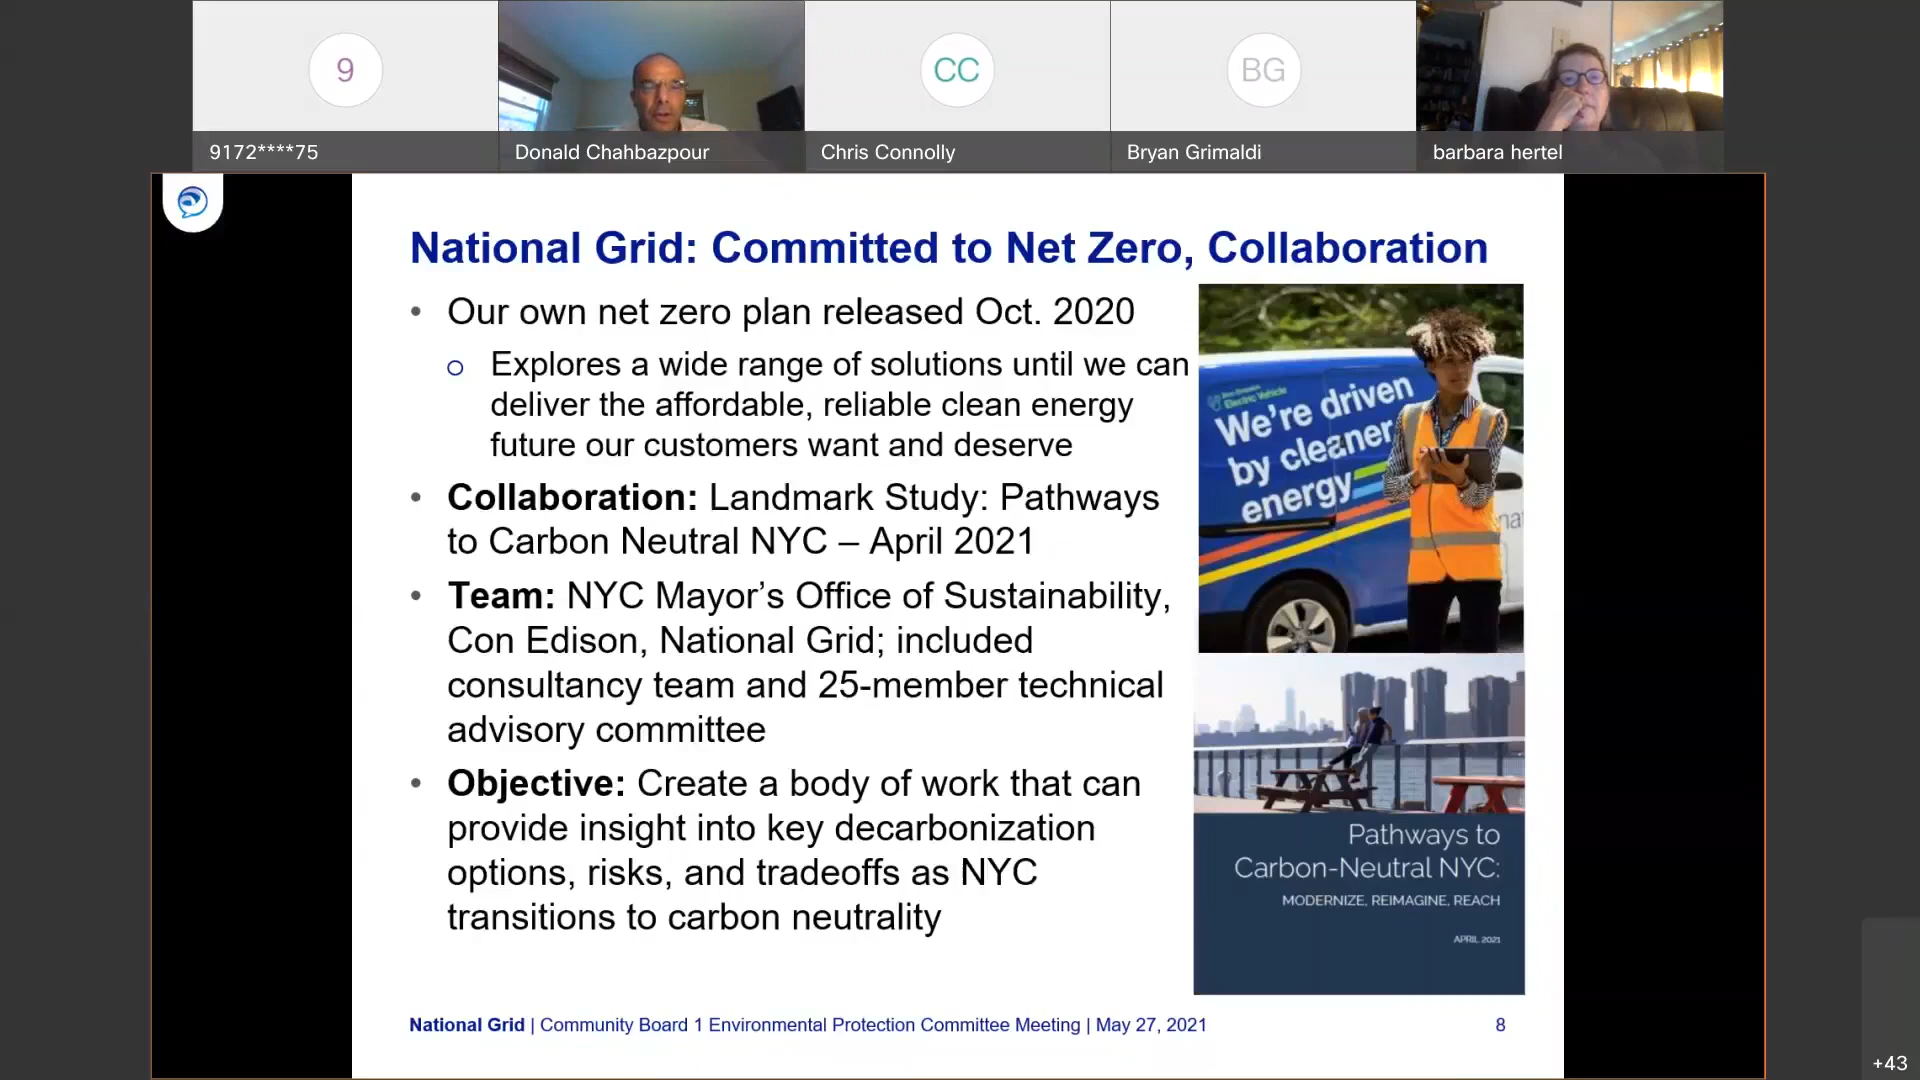 9
CC
BG
9172****75
Donald Chahbazpour
Chris Connolly
Bryan Grimaldi
barbara hertel
National Grid: Committed to Net Zero, Collaboration
• Our own net zero plan released Oct. 2020
o Explores a wide range of solutions until we can
deliver the affordable, reliable clean energy
future our customers want and deserve
• Collaboration: Landmark Study: Pathways
to Carbon Neutral NYC – April 2021
• Team: NYC Mayor’s Office of Sustainability,
Con Edison, National Grid; included
consultancy team and 25-member technical
advisory committee
• Objective: Create a body of work that can
provide insight into key decarbonization
options, risks, and tradeoffs as NYC
transitions to carbon neutrality
Electric Vehicle
We’re driven
by cleaner
energy
na
Pathways to
Carbon-Neutral NYC:
MODERNIZE, REIMAGINE, REACH
APRIL 2021
National Grid | Community Board 1 Environmental Protection Committee Meeting | May 27, 2021
8
+43